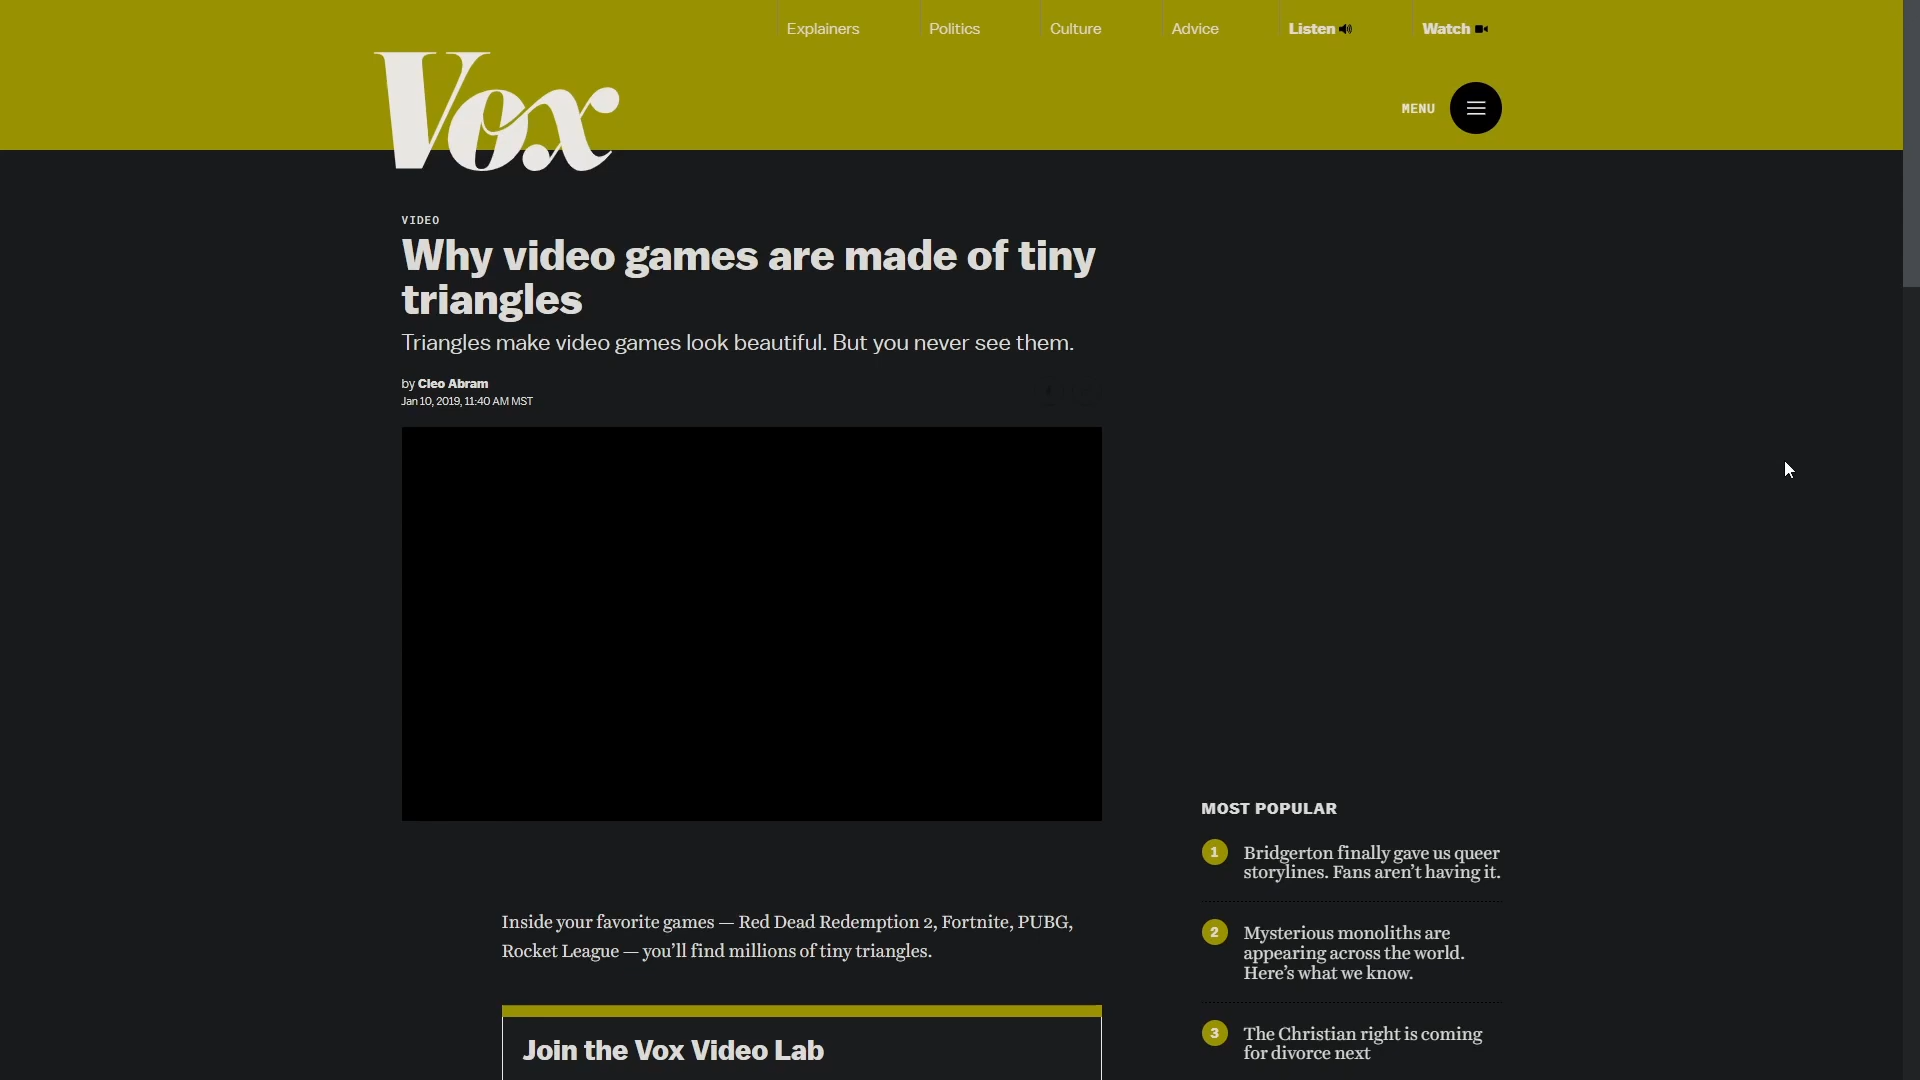 Explainers
Politics
Culture
Advice
Listen
Watch
Vox
MENU
VIDEO
Why video games are made of tiny
triangles
Triangles make video games look beautiful. But you never see them.
by Cleo Abram
Jan 10, 2019, 11:40 AM MST
Inside your favorite games — Red Dead Redemption 2, Fortnite, PUBG,
Rocket League — you’ll find millions of tiny triangles.
Join the Vox Video Lab
MOST POPULAR
1
Bridgerton finally gave us queer
storylines. Fans aren’t having it.
2
Mysterious monoliths are
appearing across the world.
Here’s what we know.
3
The Christian right is coming
for divorce next